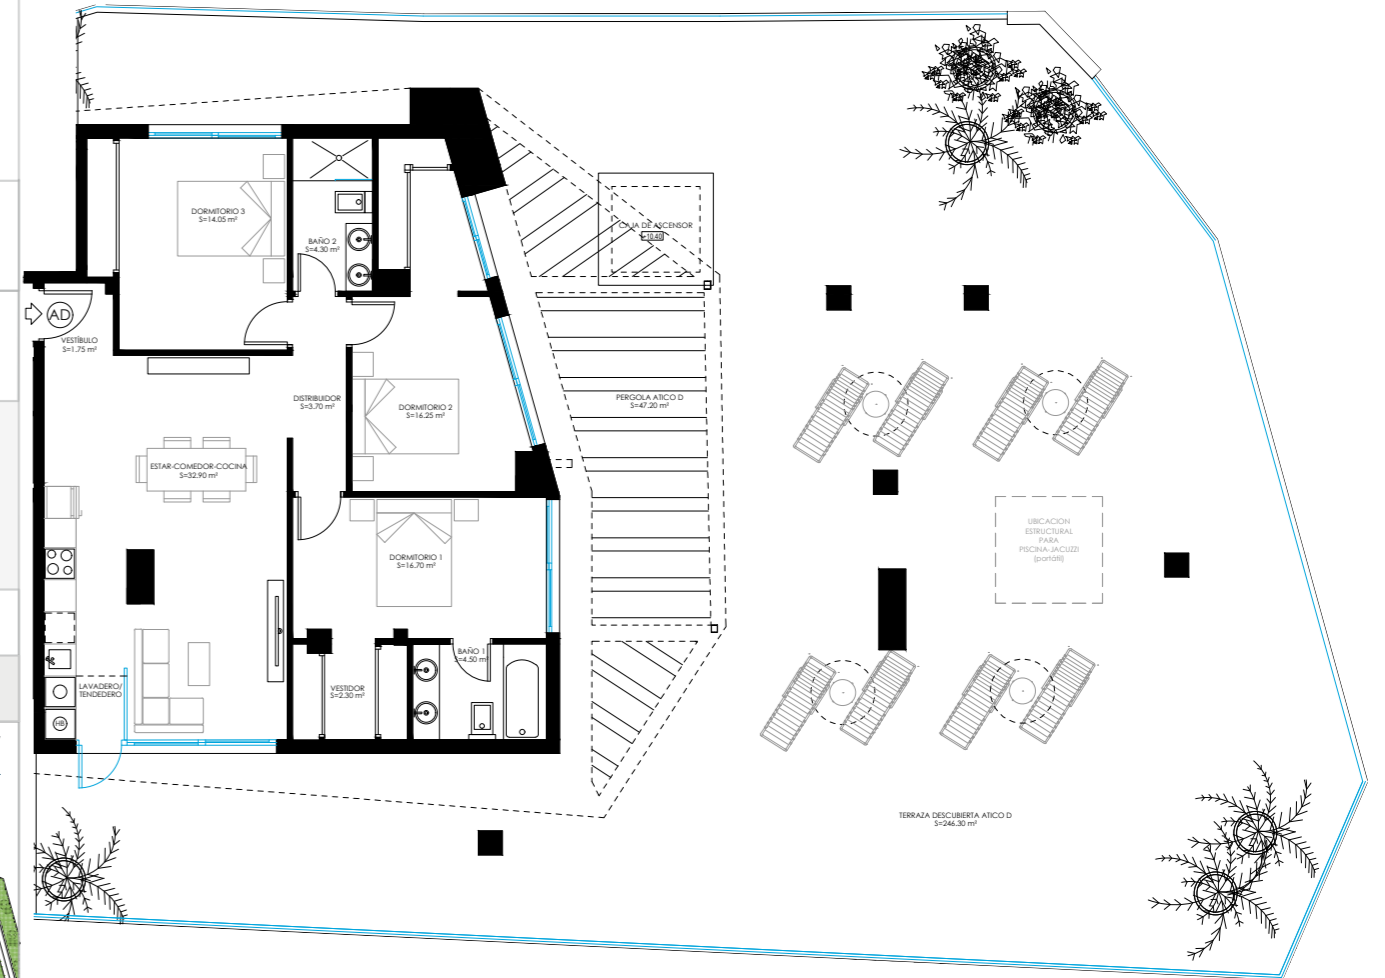 DORMITORIO 3
S=14.05 m²
BAÑO 2
S=4.30 m²
CAJA DE ASCENSOR
+10.40
AD
VESTÍBULO
S=1.75 m²
DISTRIBUIDOR
S=3.70 m²
DORMITORIO 2
S=16.25 m²
PERGOLA ATICO D
S=47.20 m²
ESTAR-COMEDOR-COCINA
S=32.90 m²
DORMITORIO 1
S=16.70 m²
UBICACION
ESTRUCTURAL
PARA
PISCINA-JACUZZI
(portátil)
BAÑO 1
S=4.50 m²
VESTIDOR
S=2.30 m²
LAVADERO/
TENDEDERO
HB
TERRAZA DESCUBIERTA ATICO D
S=246.30 m²